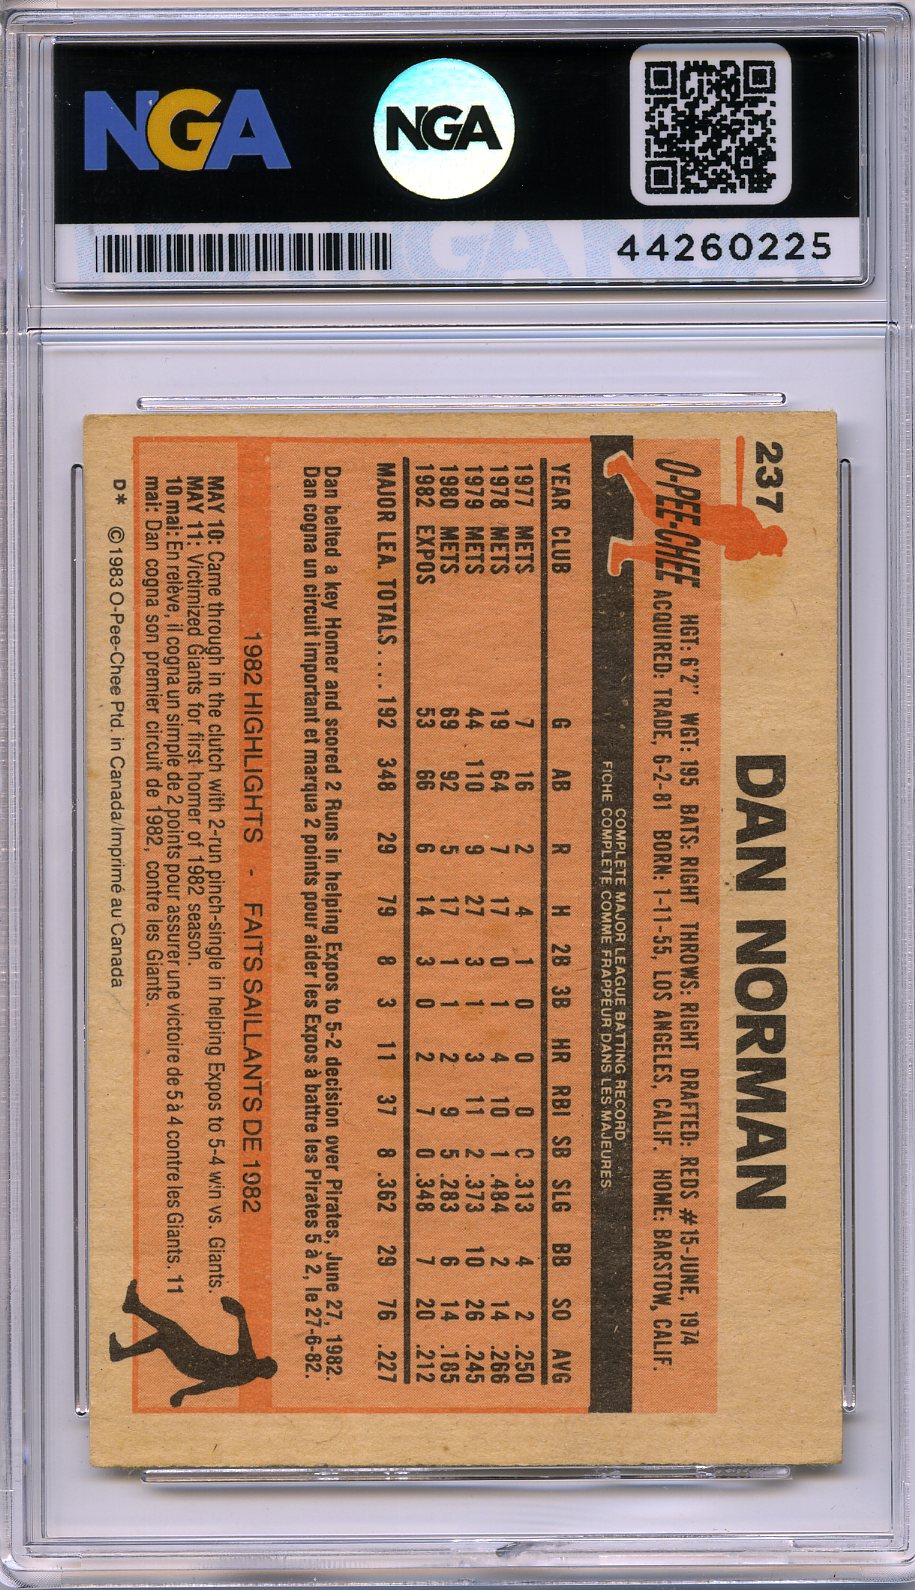 NGA
NGA
44260225
237
DAN NORMAN
O-PEE-CHEE
HGT: 6'2" WGT: 195 BATS: RIGHT THROWS: RIGHT DRAFTED: REDS #15-JUNE, 1974
ACQUIRED: TRADE, 6-2-81 BORN: 1-11-55, LOS ANGELES, CALIF. HOME: BARSTOW, CALIF.
COMPLETE MAJOR LEAGUE BATTING RECORD
FICHE COMPLETE COMME FRAPPEUR DANS LES MAJEURES
YEAR CLUB G AB R H 2B 3B HR RBI SB SLG BB SO AVG
1977 METS 7 16 2 4 1 0 0 0 0 .313 4 2 .250
1978 METS 19 64 7 17 0 1 4 10 1 .484 2 14 .266
1979 METS 44 110 9 27 3 1 3 11 2 .373 10 26 .245
1980 METS 69 92 5 17 1 1 2 9 5 .283 6 14 .185
1982 EXPOS 53 66 6 14 3 0 2 7 0 .348 7 20 .212
MAJOR LEA. TOTALS .... 192 348 29 79 8 3 11 37 8 .362 29 76 .227
Dan belted a key Homer and scored 2 Runs in helping Expos to 5-2 decision over Pirates, June 27, 1982.
Dan cogna un circuit important et marqua 2 points pour aider les Expos à battre les Pirates 5 à 2, le 27-6-82.
1982 HIGHLIGHTS - FAITS SAILLANTS DE 1982
MAY 10: Came through in the clutch with 2-run pinch-single in helping Expos to 5-4 win vs. Giants.
MAY 11: Victimized Giants for first homer of 1982 season.
10 mai: En relève, il cogna un simple de 2 points pour assurer une victoire de 5 à 4 contre les Giants. 11
mai: Dan cogna son premier circuit de 1982, contre les Giants.
D* ©1983 O-Pee-Chee Ptd. in Canada/Imprimé au Canada